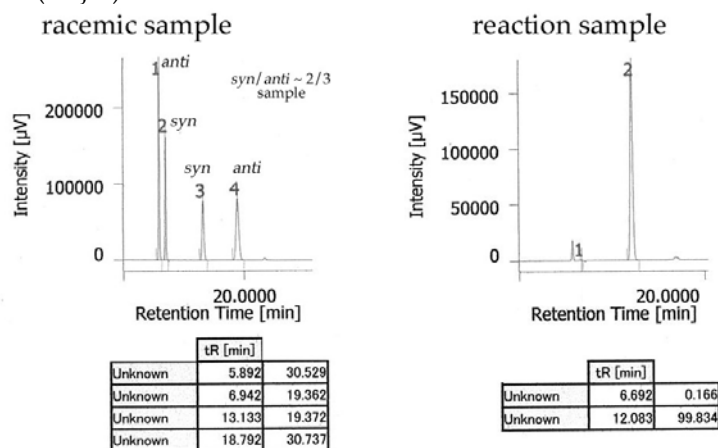 racemic sample
reaction sample
1 anti
2 syn
syn
anti
3
4
syn/anti ~ 2/3
sample
Intensity [µV]
200000
100000
0
20.0000
Retention Time [min]
2
1
Intensity [µV]
150000
100000
50000
0
20.0000
Retention Time [min]
tR [min]
Unknown 5.892 30.529
Unknown 6.942 19.362
Unknown 13.133 19.372
Unknown 18.792 30.737
tR [min]
Unknown 6.692 0.166
Unknown 12.083 99.834